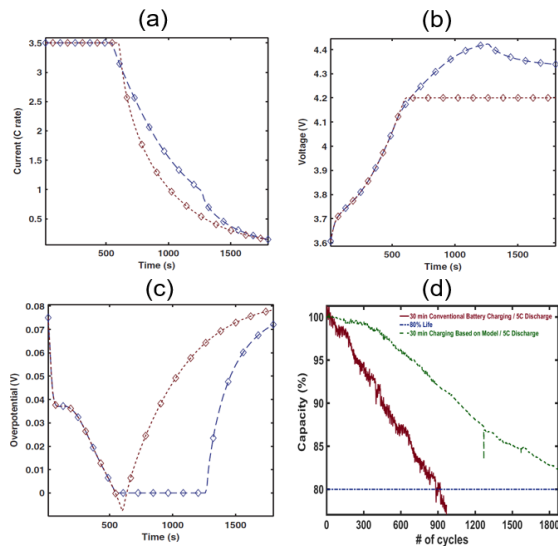 (a)
3.5
3
2.5
2
1.5
1
0.5
Current (C rate)
500 1000 1500
Time (s)
(b)
4.4
4.3
4.2
4.1
4
3.9
3.8
3.7
3.6
Voltage (V)
0 500 1000 1500
Time (s)
(c)
0.08
0.07
0.06
0.05
0.04
0.03
0.02
0.01
0
Overpotential (V)
500 1000 1500
Time (s)
(d)
30 min Conventional Battery Charging / 5C Discharge
80% Life
30 min Charging Based on Model / 5C Discharge
100
95
90
85
80
Capacity (%)
0 300 600 900 1200 1500 1800
# of cycles